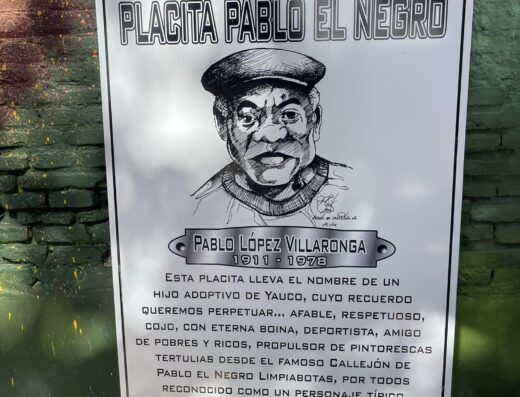 PLACITA PABLO EL NEGRO
PABLO LÓPEZ VILLARONGA
1911 - 1978
ESTA PLACITA LLEVA EL NOMBRE DE UN
HIJO ADOPTIVO DE YAUCO, CUYO RECUERDO
QUEREMOS PERPETUAR... AFABLE, RESPETUOSO,
COJO, CON ETERNA BOINA, DEPORTISTA, AMIGO
DE POBRES Y RICOS, PROPULSOR DE PINTORESCAS
TERTULIAS DESDE EL FAMOSO CALLEJÓN DE
PABLO EL NEGRO LIMPIABOTAS, POR TODOS
RECONOCIDO COMO UN PERSONAJE TÍPICO